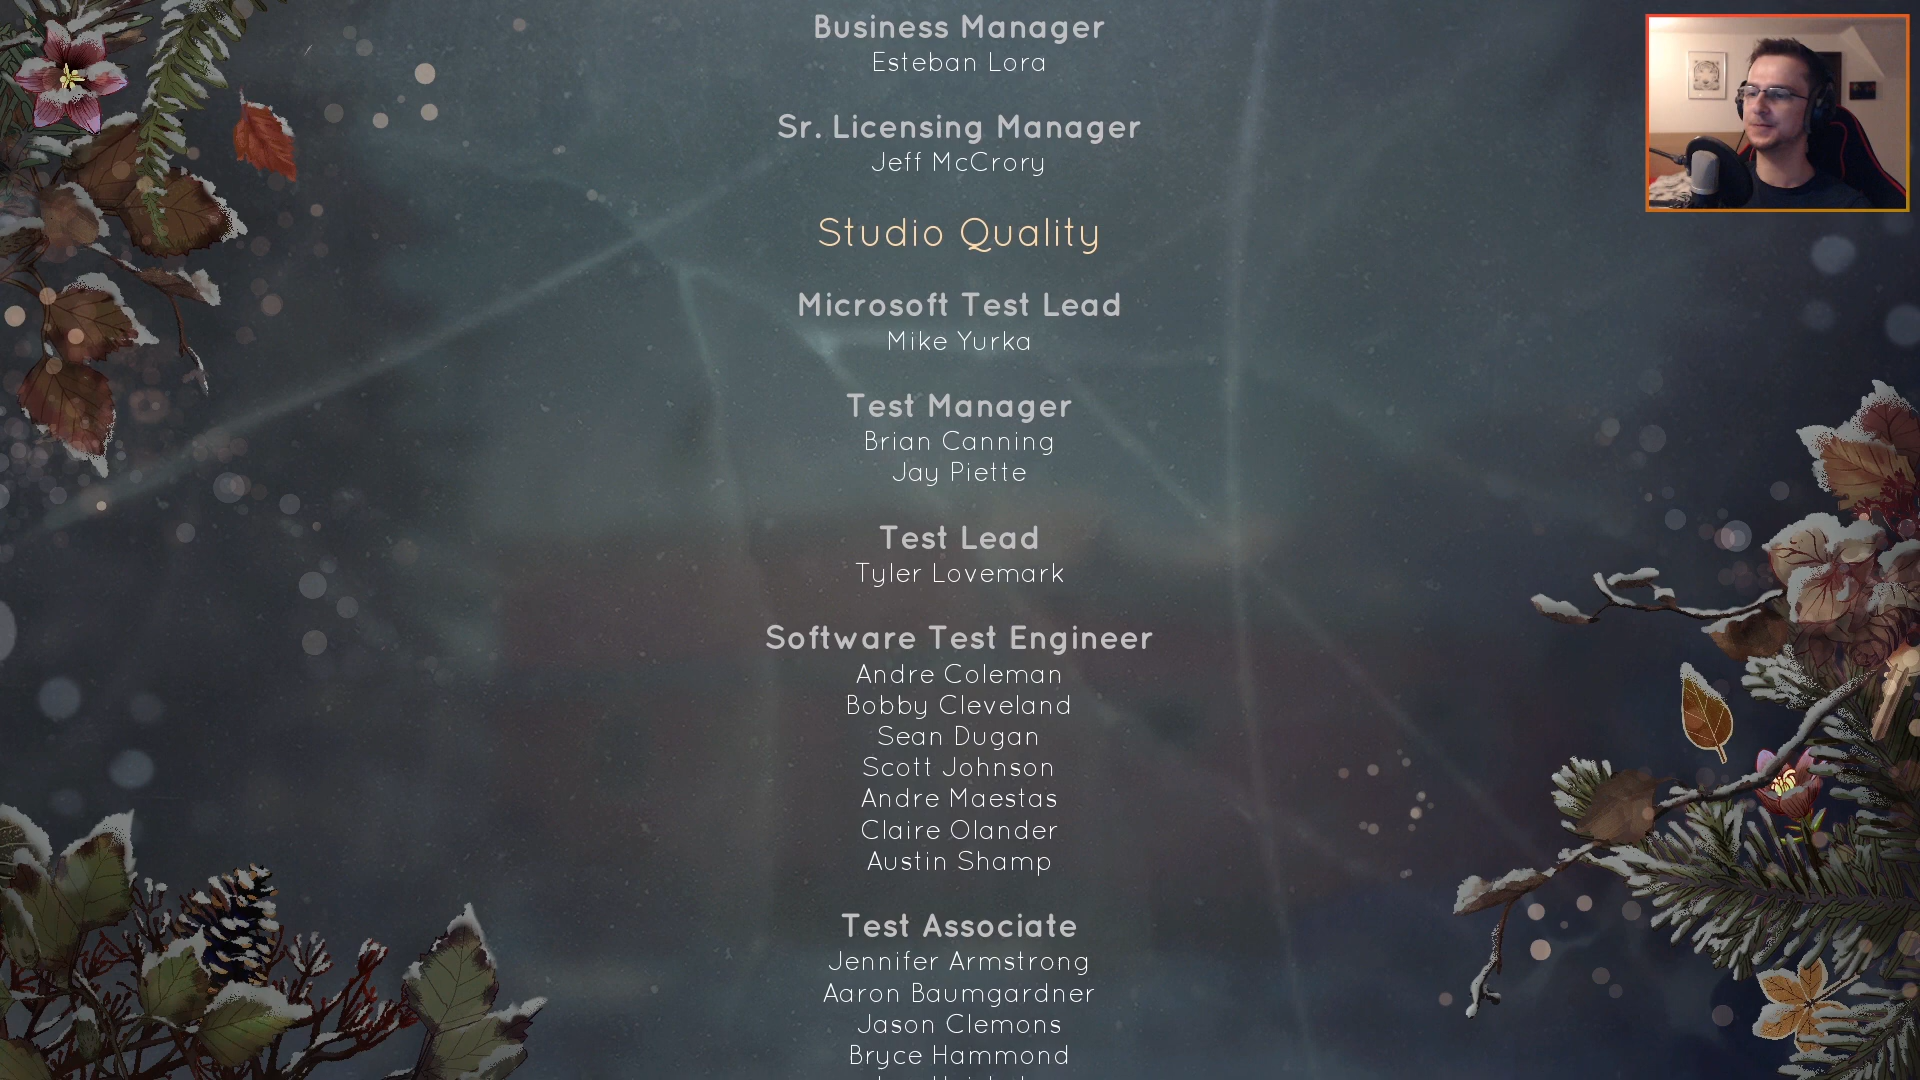 Business Manager
Esteban Lora
Sr. Licensing Manager
Jeff McCrory
Studio Quality
Microsoft Test Lead
Mike Yurka
Test Manager
Brian Canning
Jay Piette
Test Lead
Tyler Lovemark
Software Test Engineer
Andre Coleman
Bobby Cleveland
Sean Dugan
Scott Johnson
Andre Maestas
Claire Olander
Austin Shamp
Test Associate
Jennifer Armstrong
Aaron Baumgardner
Jason Clemons
Bryce Hammond